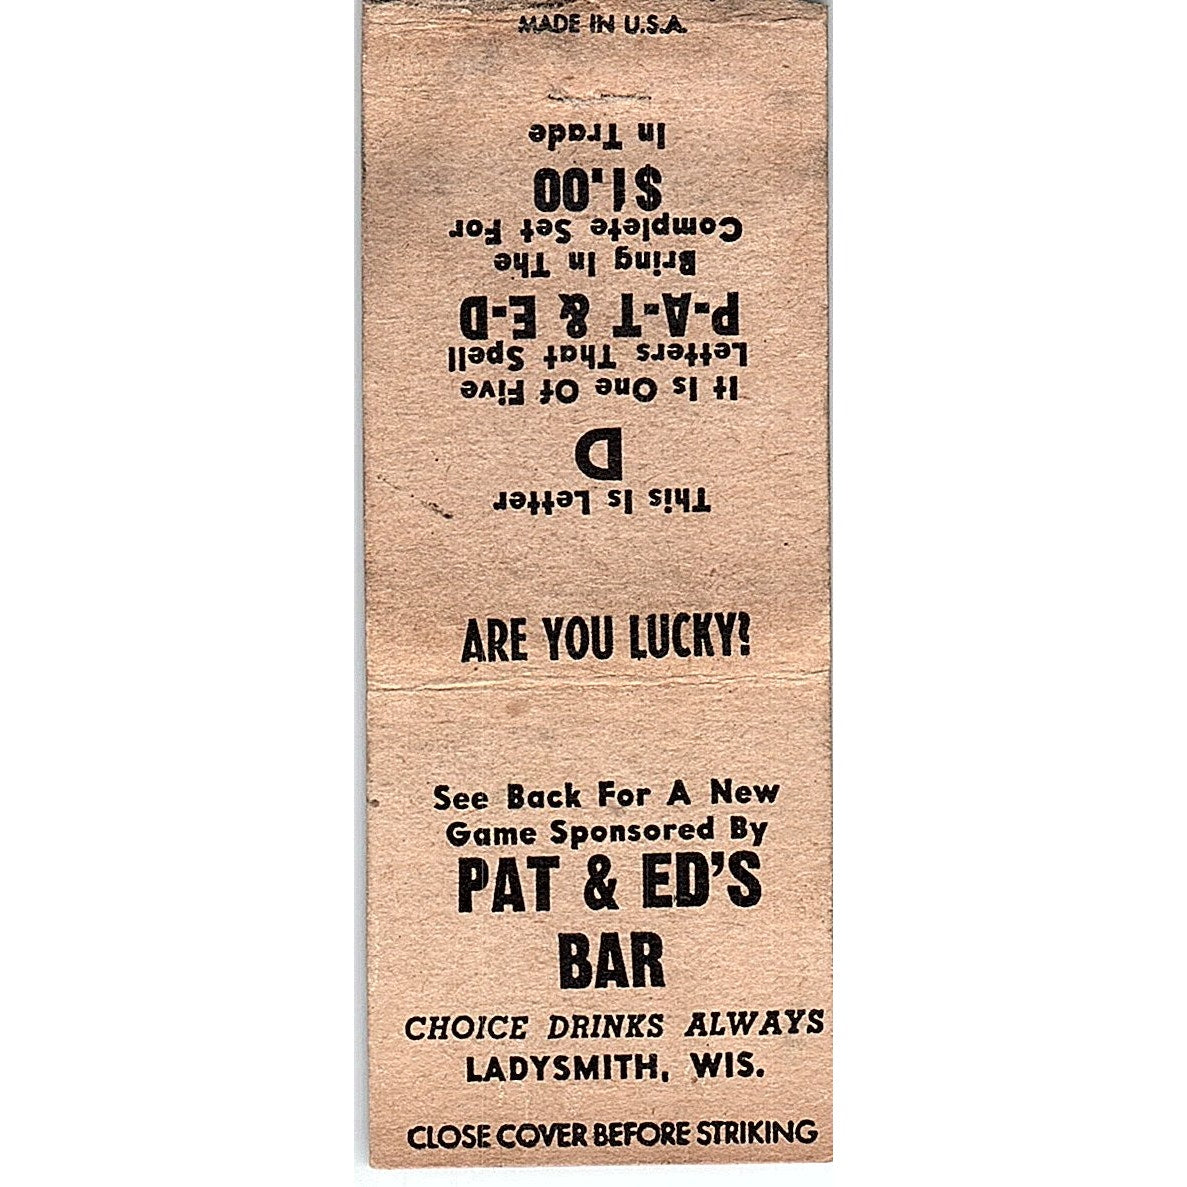 MADE IN U.S.A.
This Is Letter
D
It Is One Of Five
Letters That Spell
P-A-T & E-D
Bring In The
Complete Set For
$1.00
In Trade
ARE YOU LUCKY?
See Back For A New
Game Sponsored By
PAT & ED'S
BAR
CHOICE DRINKS ALWAYS
LADYSMITH, WIS.
CLOSE COVER BEFORE STRIKING